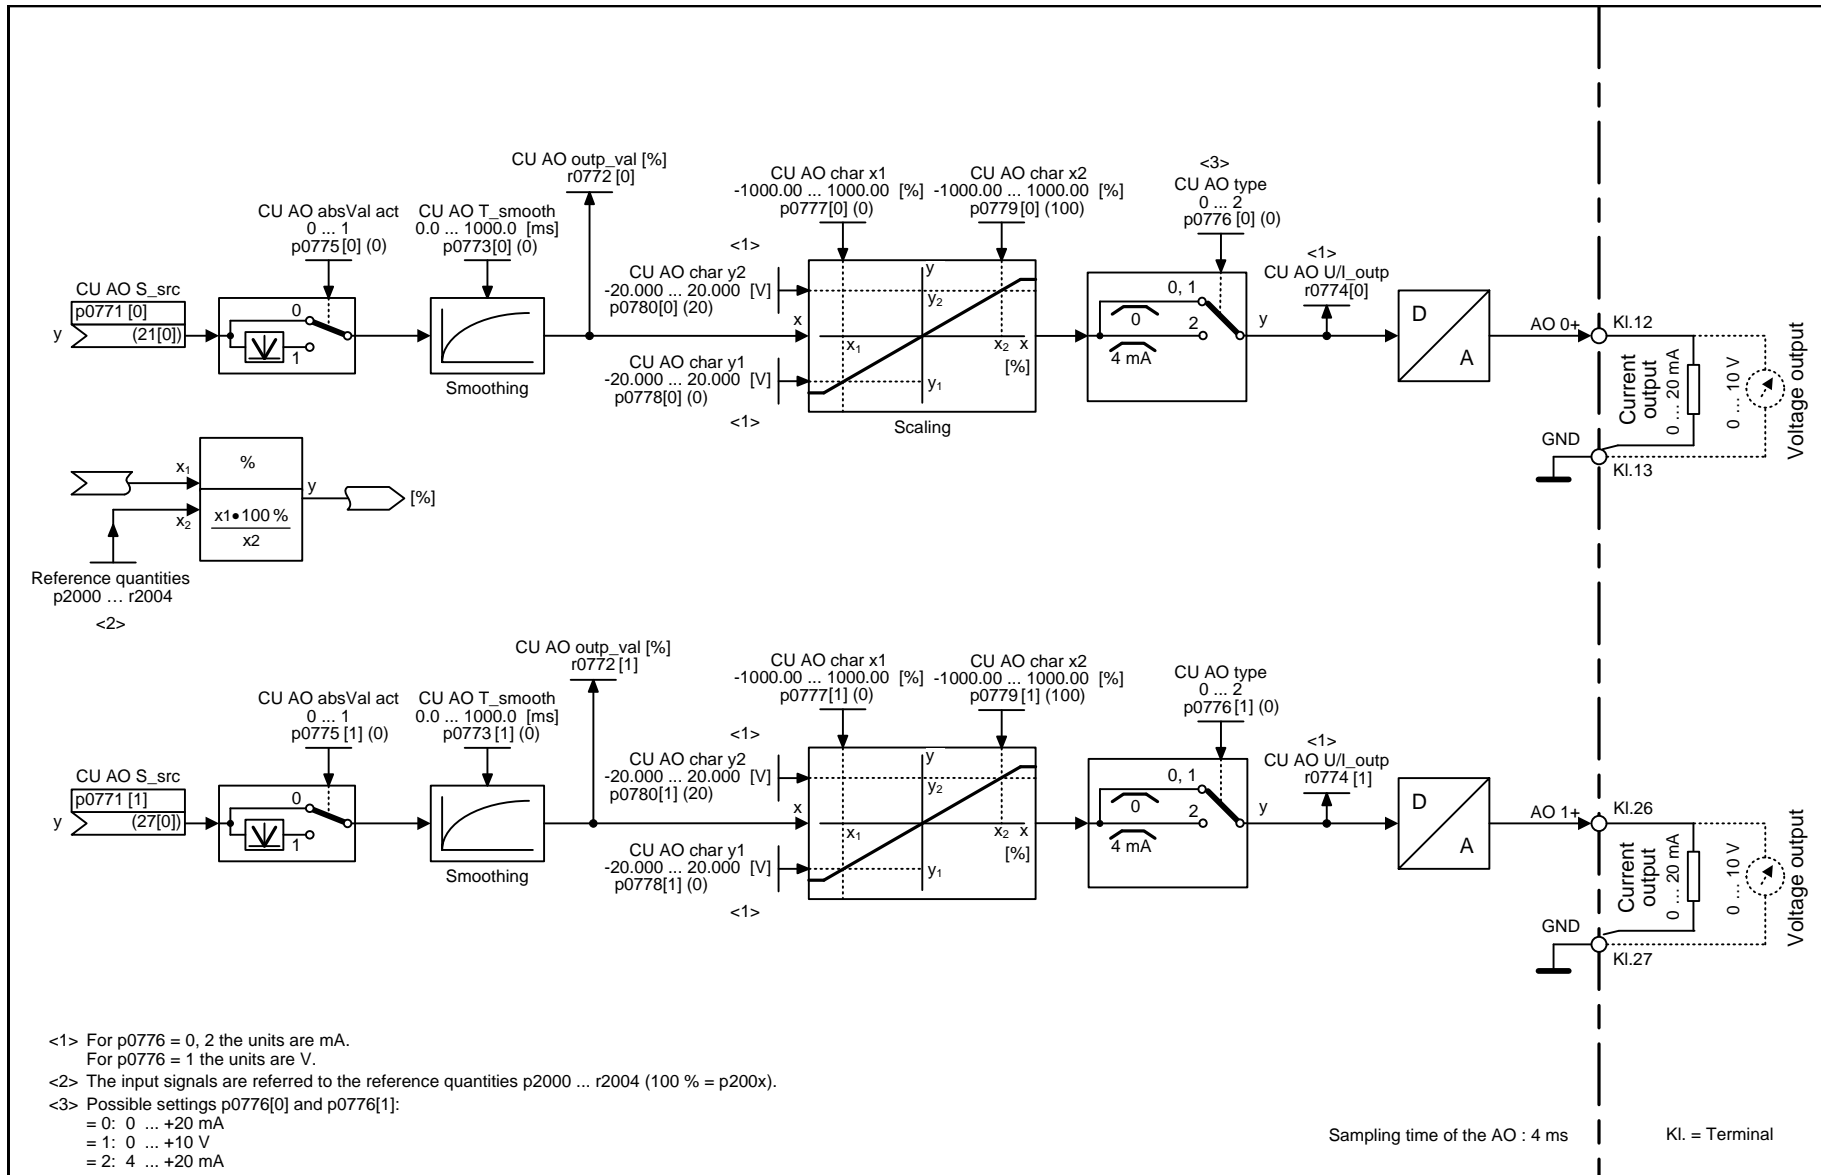 CU AO outp_val [%]
r0772 [0]
CU AO char x1
-1000.00 ... 1000.00 [%]
p0777[0] (0)
CU AO char x2
-1000.00 ... 1000.00 [%]
p0779[0] (100)
<3>
CU AO type
0 ... 2
p0776[0] (0)
CU AO absVal act
0 ... 1
p0775[0] (0)
CU AO T_smooth
0.0 ... 1000.0 [ms]
p0773[0] (0)
<1>
CU AO char y2
-20.000 ... 20.000 [V]
p0780[0] (20)
<1>
CU AO U/I_outp
r0774[0]
CU AO S_src
p0771 [0]
(21[0])
y
0
1
Smoothing
x
CU AO char y1
-20.000 ... 20.000 [V]
p0778[0] (0)
<1>
y
y2
x1
x2 x
[%]
y1
Scaling
0, 1
0
2
4 mA
y
D
A
AO 0+
Kl.12
Current output
0 ... 20 mA
0 ... 10 V
Voltage output
GND
Kl.13
x1
x2
%
x1•100 %
x2
y
[%]
Reference quantities
p2000 ... r2004
<2>
CU AO outp_val [%]
r0772 [1]
CU AO char x1
-1000.00 ... 1000.00 [%]
p0777[1] (0)
CU AO char x2
-1000.00 ... 1000.00 [%]
p0779[1] (100)
CU AO type
0 ... 2
p0776[1] (0)
CU AO absVal act
0 ... 1
p0775 [1] (0)
CU AO T_smooth
0.0 ... 1000.0 [ms]
p0773 [1] (0)
<1>
CU AO char y2
-20.000 ... 20.000 [V]
p0780[1] (20)
<1>
CU AO U/I_outp
r0774 [1]
CU AO S_src
p0771 [1]
(27[0])
y
0
1
Smoothing
x
CU AO char y1
-20.000 ... 20.000 [V]
p0778[1] (0)
<1>
y
y2
x1
x2 x
[%]
y1
0, 1
0
2
4 mA
y
D
A
AO 1+
Kl.26
Current output
0 ... 20 mA
0 ... 10 V
Voltage output
GND
Kl.27
<1> For p0776 = 0, 2 the units are mA.
For p0776 = 1 the units are V.
<2> The input signals are referred to the reference quantities p2000 ... r2004 (100 % = p200x).
<3> Possible settings p0776[0] and p0776[1]:
= 0: 0 ... +20 mA
= 1: 0 ... +10 V
= 2: 4 ... +20 mA
Sampling time of the AO : 4 ms
Kl. = Terminal